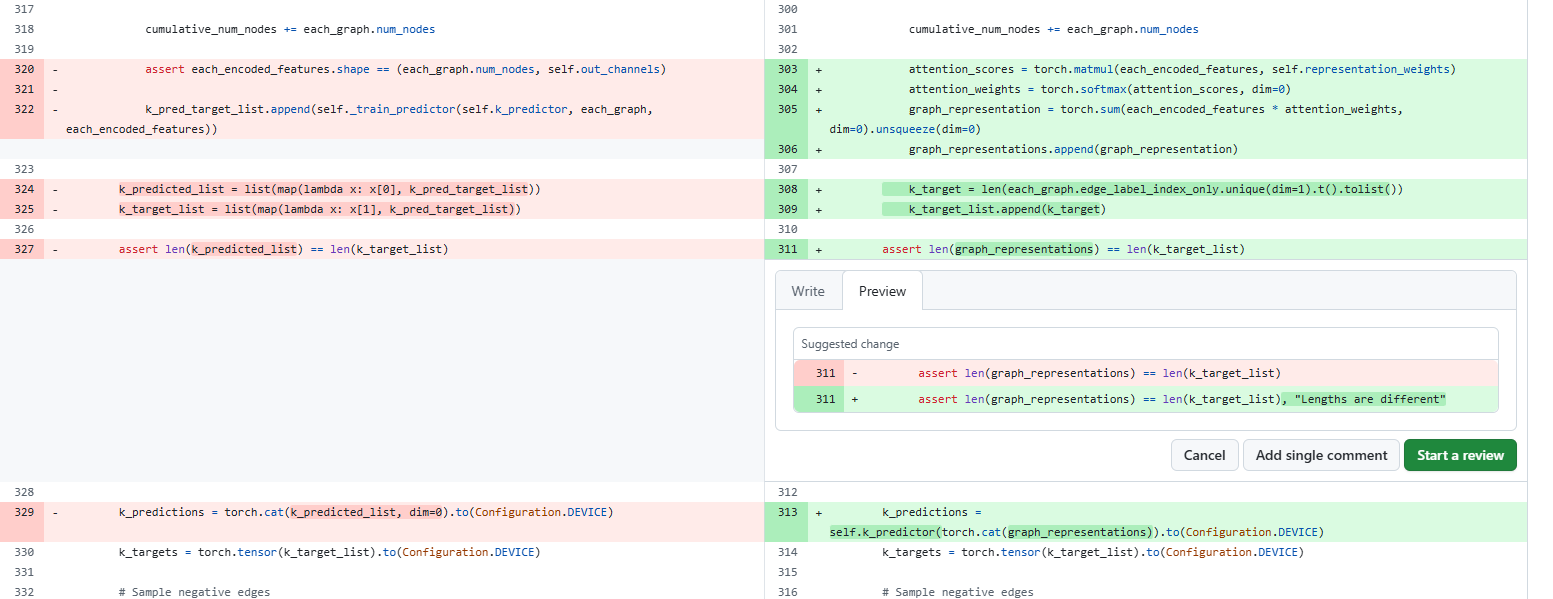 317
318 cumulative_num_nodes += each_graph.num_nodes
319
320 - assert each_encoded_features.shape == (each_graph.num_nodes, self.out_channels)
321 -
322 - k_pred_target_list.append(self._train_predictor(self.k_predictor, each_graph,
each_encoded_features))
323
324 - k_predicted_list = list(map(lambda x: x[0], k_pred_target_list))
325 - k_target_list = list(map(lambda x: x[1], k_pred_target_list))
326
327 - assert len(k_predicted_list) == len(k_target_list)
328
329 - k_predictions = torch.cat(k_predicted_list, dim=0).to(Configuration.DEVICE)
330 k_targets = torch.tensor(k_target_list).to(Configuration.DEVICE)
331
332 # Sample negative edges
300
301 cumulative_num_nodes += each_graph.num_nodes
302
303 + attention_scores = torch.matmul(each_encoded_features, self.representation_weights)
304 + attention_weights = torch.softmax(attention_scores, dim=0)
305 + graph_representation = torch.sum(each_encoded_features * attention_weights,
dim=0).unsqueeze(dim=0)
306 + graph_representations.append(graph_representation)
307
308 + k_target = len(each_graph.edge_label_index_only.unique(dim=1).t().tolist())
309 + k_target_list.append(k_target)
310
311 + assert len(graph_representations) == len(k_target_list)
Write Preview
Suggested change
311 - assert len(graph_representations) == len(k_target_list)
311 + assert len(graph_representations) == len(k_target_list), "Lengths are different"
Cancel Add single comment Start a review
312
313 + k_predictions =
self.k_predictor(torch.cat(graph_representations)).to(Configuration.DEVICE)
314 k_targets = torch.tensor(k_target_list).to(Configuration.DEVICE)
315
316 # Sample negative edges